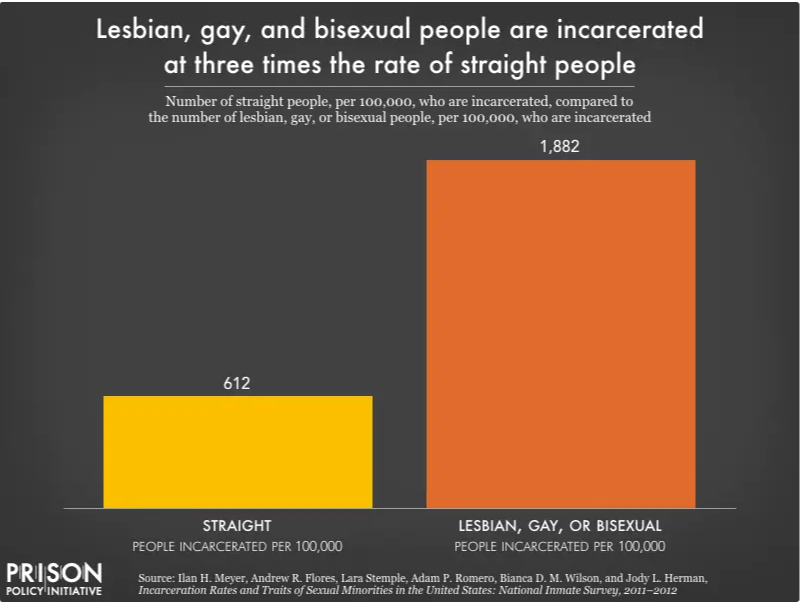 Lesbian, gay, and bisexual people are incarcerated
at three times the rate of straight people
Number of straight people, per 100,000, who are incarcerated, compared to
the number of lesbian, gay, or bisexual people, per 100,000, who are incarcerated
1,882
612
STRAIGHT
PEOPLE INCARCERATED PER 100,000
LESBIAN, GAY, OR BISEXUAL
PEOPLE INCARCERATED PER 100,000
PRISON
POLICY INITIATIVE
Source: Ilan H. Meyer, Andrew R. Flores, Lara Stemple, Adam P. Romero, Bianca D. M. Wilson, and Jody L. Herman,
Incarceration Rates and Traits of Sexual Minorities in the United States: National Inmate Survey, 2011–2012